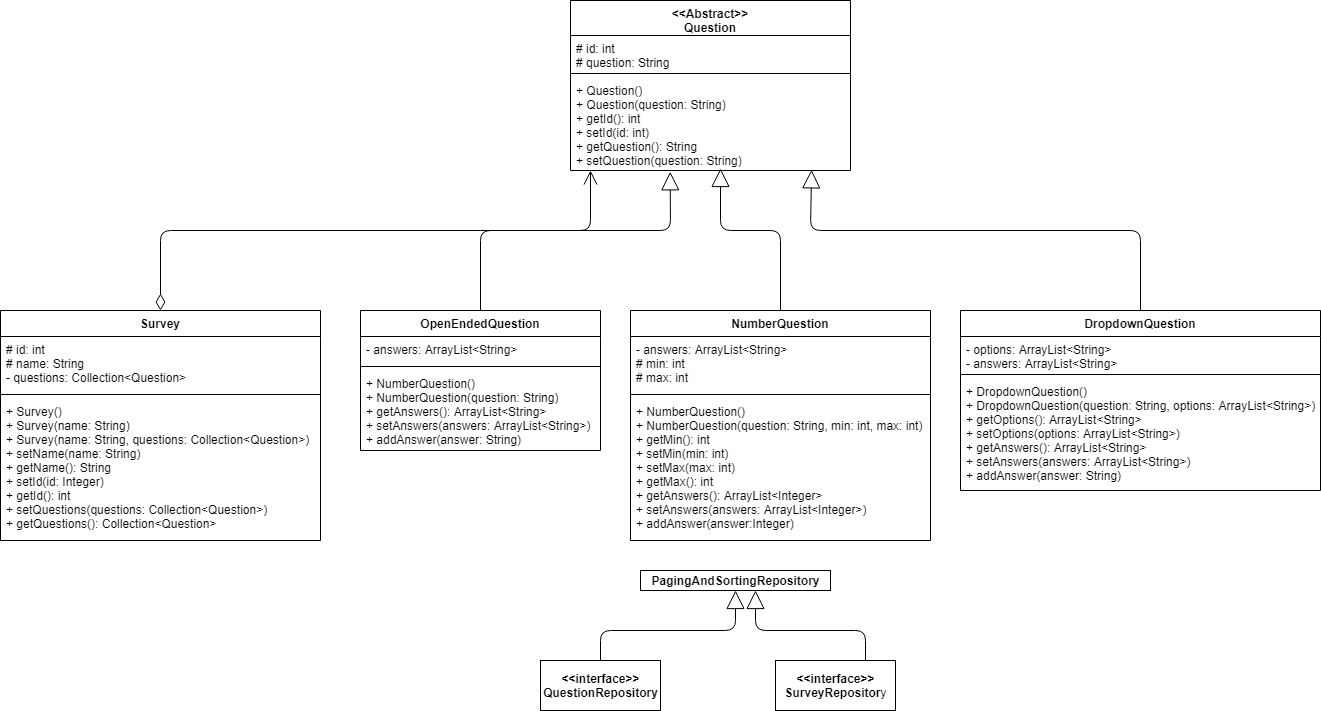 <<Abstract>>
Question
# id: int
# question: String
+ Question()
+ Question(question: String)
+ getId(): int
+ setId(id: int)
+ getQuestion(): String
+ setQuestion(question: String)
Survey
# id: int
# name: String
- questions: Collection<Question>
+ Survey()
+ Survey(name: String)
+ Survey(name: String, questions: Collection<Question>)
+ setName(name: String)
+ getName(): String
+ setId(id: Integer)
+ getId(): int
+ setQuestions(questions: Collection<Question>)
+ getQuestions(): Collection<Question>
OpenEndedQuestion
- answers: ArrayList<String>
+ NumberQuestion()
+ NumberQuestion(question: String)
+ getAnswers(): ArrayList<String>
+ setAnswers(answers: ArrayList<String>)
+ addAnswer(answer: String)
NumberQuestion
- answers: ArrayList<String>
# min: int
# max: int
+ NumberQuestion()
+ NumberQuestion(question: String, min: int, max: int)
+ getMin(): int
+ setMin(min: int)
+ setMax(max: int)
+ getMax(): int
+ getAnswers(): ArrayList<Integer>
+ setAnswers(answers: ArrayList<Integer>)
+ addAnswer(answer:Integer)
DropdownQuestion
- options: ArrayList<String>
- answers: ArrayList<String>
+ DropdownQuestion()
+ DropdownQuestion(question: String, options: ArrayList<String>)
+ getOptions(): ArrayList<String>
+ setOptions(options: ArrayList<String>)
+ getAnswers(): ArrayList<String>
+ setAnswers(answers: ArrayList<String>)
+ addAnswer(answer: String)
PagingAndSortingRepository
<<interface>>
QuestionRepository
<<interface>>
SurveyRepository